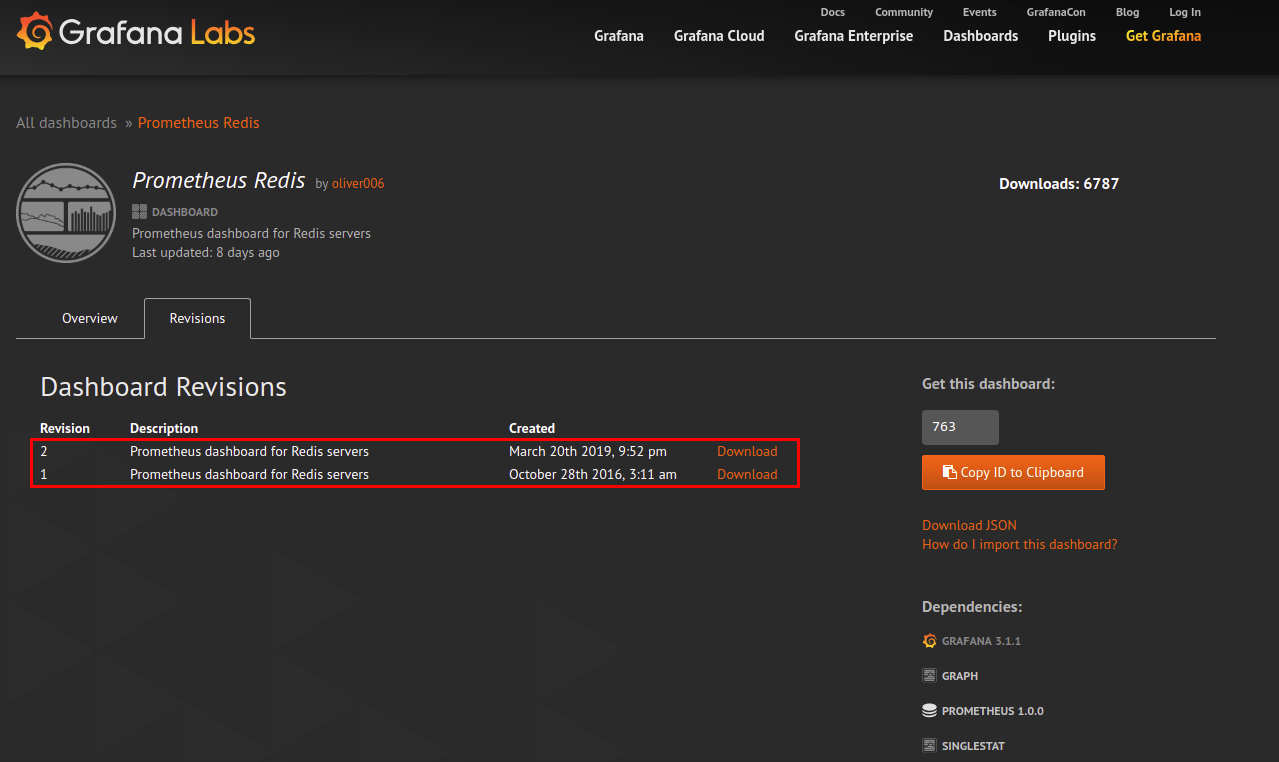 Grafana Labs
Docs Community Events GrafanaCon Blog Log In
Grafana Grafana Cloud Grafana Enterprise Dashboards Plugins Get Grafana
All dashboards » Prometheus Redis
Prometheus Redis by oliver006
Downloads: 6787
DASHBOARD
Prometheus dashboard for Redis servers
Last updated: 8 days ago
Overview Revisions
Dashboard Revisions
Revision Description Created
2 Prometheus dashboard for Redis servers March 20th 2019, 9:52 pm Download
1 Prometheus dashboard for Redis servers October 28th 2016, 3:11 am Download
Get this dashboard:
763
Copy ID to Clipboard
Download JSON
How do I import this dashboard?
Dependencies:
GRAFANA 3.1.1
GRAPH
PROMETHEUS 1.0.0
SINGLESTAT